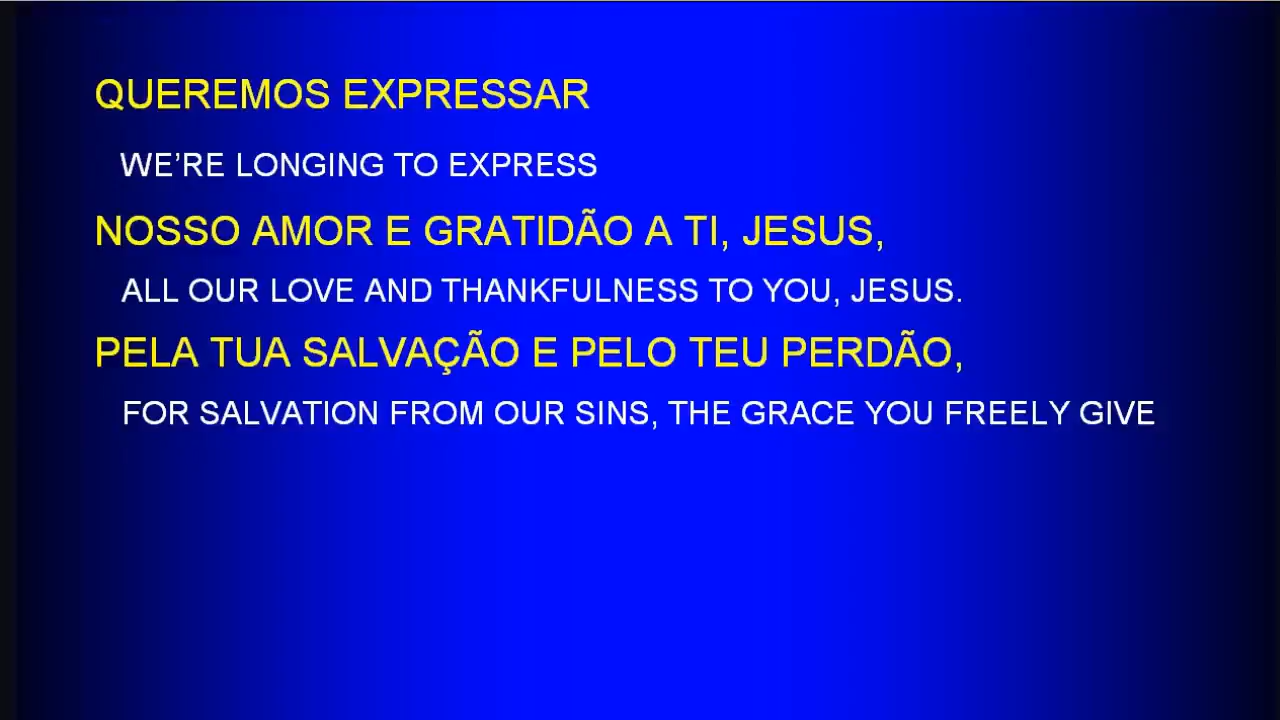 QUEREMOS EXPRESSAR
WE’RE LONGING TO EXPRESS
NOSSO AMOR E GRATIDÃO A TI, JESUS,
ALL OUR LOVE AND THANKFULNESS TO YOU, JESUS.
PELA TUA SALVAÇÃO E PELO TEU PERDÃO,
FOR SALVATION FROM OUR SINS, THE GRACE YOU FREELY GIVE